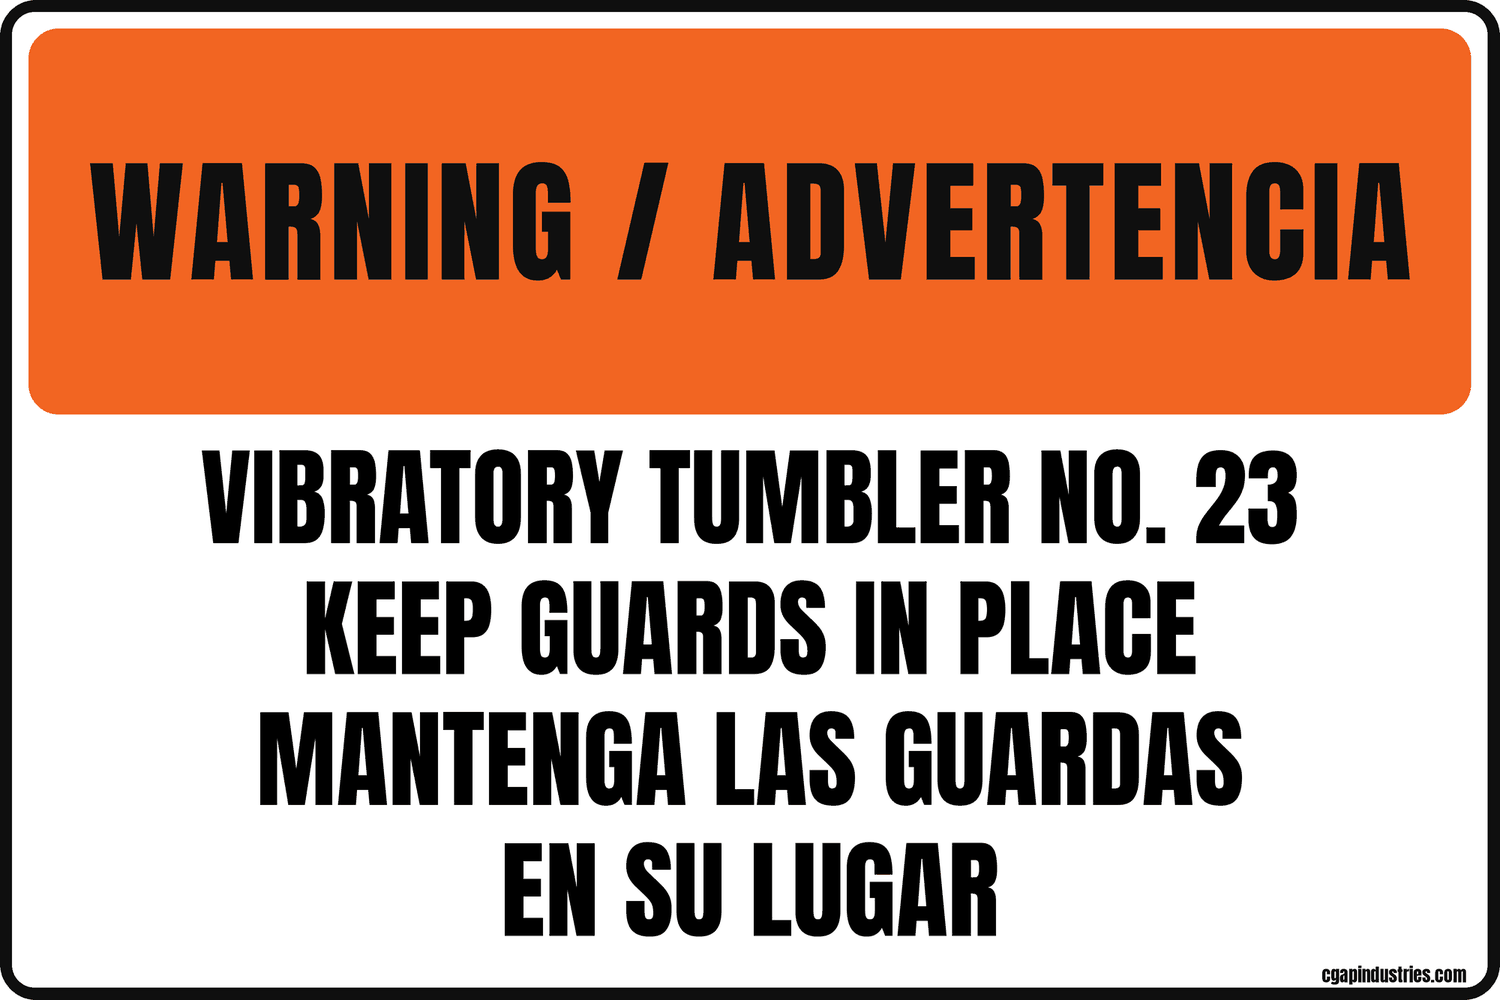 WARNING / ADVERTENCIA
VIBRATORY TUMBLER NO. 23
KEEP GUARDS IN PLACE
MANTENGA LAS GUARDAS
EN SU LUGAR
cgapindustries.com